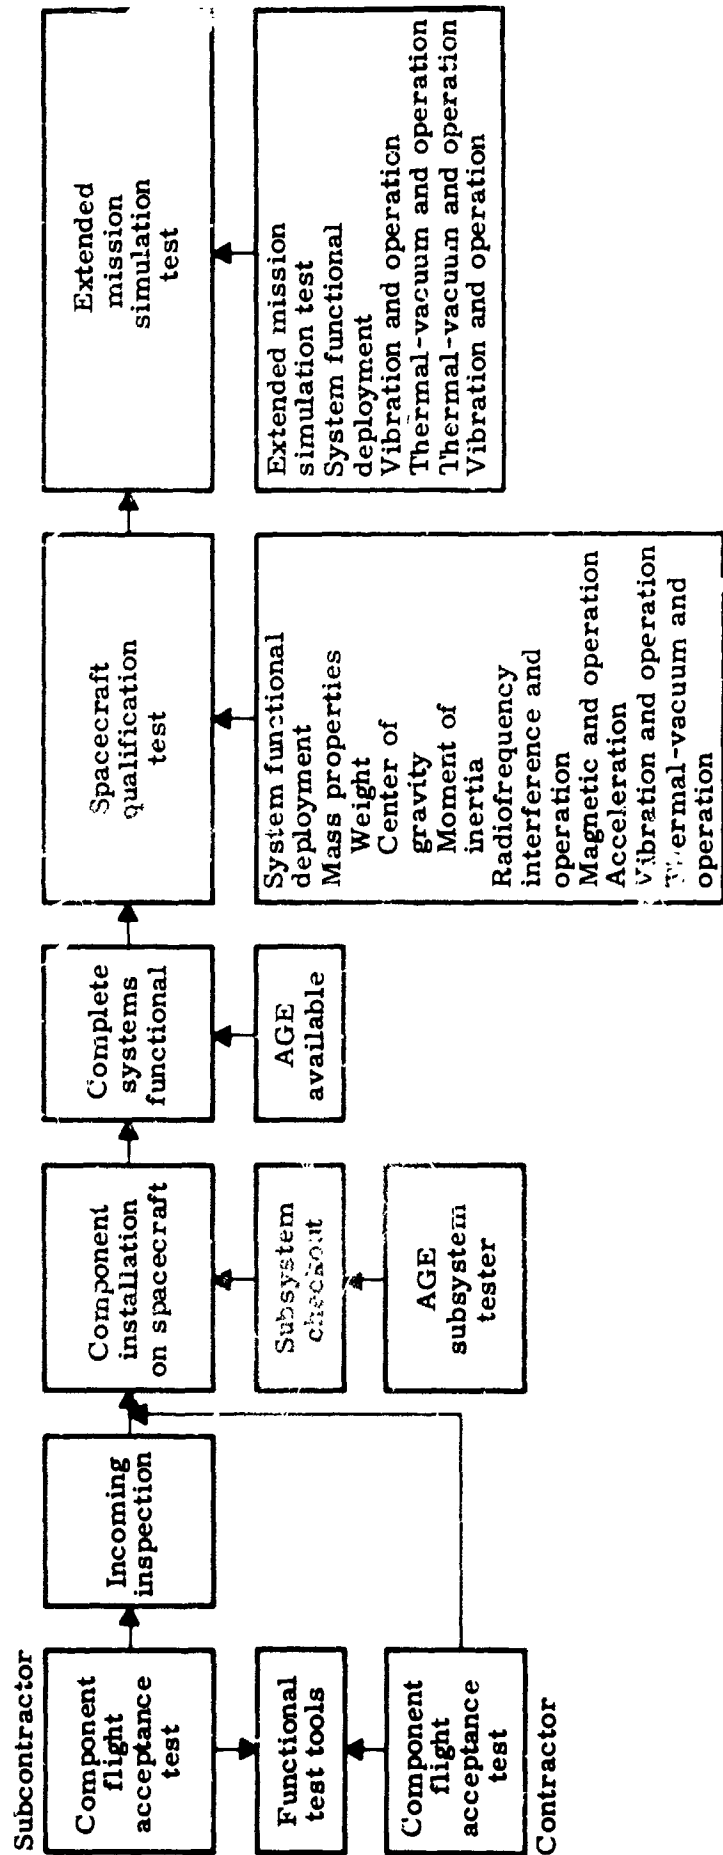 Subcontractor
Component
flight
acceptance
test
Functional
test tools
Component
flight
acceptance
test
Contractor
Incoming
inspection
Component
installation
on spacecraft
Subsystem
checkout
AGE
subsystem
tester
Complete
systems
functional
AGE
available
Spacecraft
qualification
test
System functional
deployment
Mass properties
Weight
Center of
gravity
Moment of
inertia
Radiofrequency
interference and
operation
Magnetic and operation
Acceleration
Vibration and operation
Thermal-vacuum and
operation
Extended
mission
simulation
test
Extended mission
simulation test
System functional
deployment
Vibration and operation
Thermal-vacuum and operation
Thermal-vacuum and operation
Vibration and operation